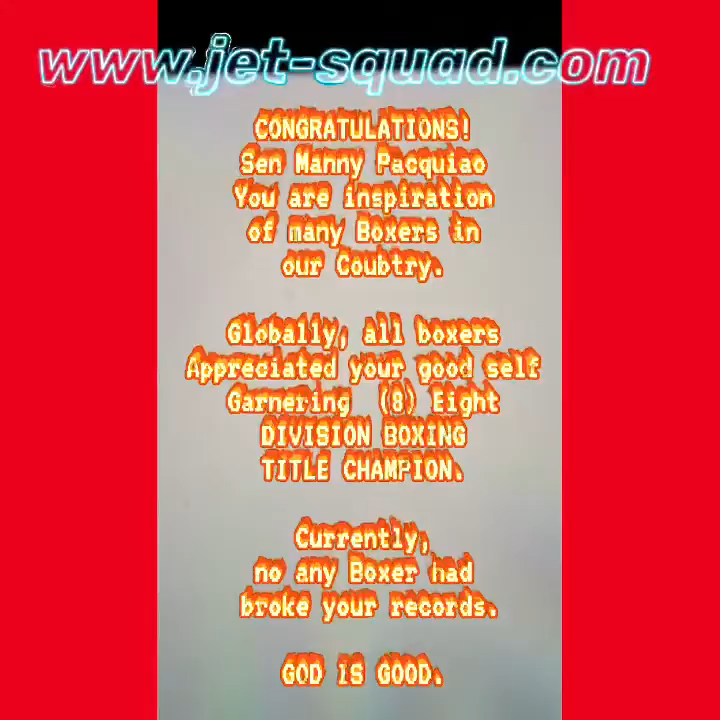 www.jet-squad.com
CONGRATULATIONS!
Sen Manny Pacquiao
You are inspiration
of many Boxers in
our Coubtry.
Globally, all boxers
Appreciated your good self
Garnering (8) Eight
DIVISION BOXING
TITLE CHAMPION.
Currently,
no any Boxer had
broke your records.
GOD IS GOOD.